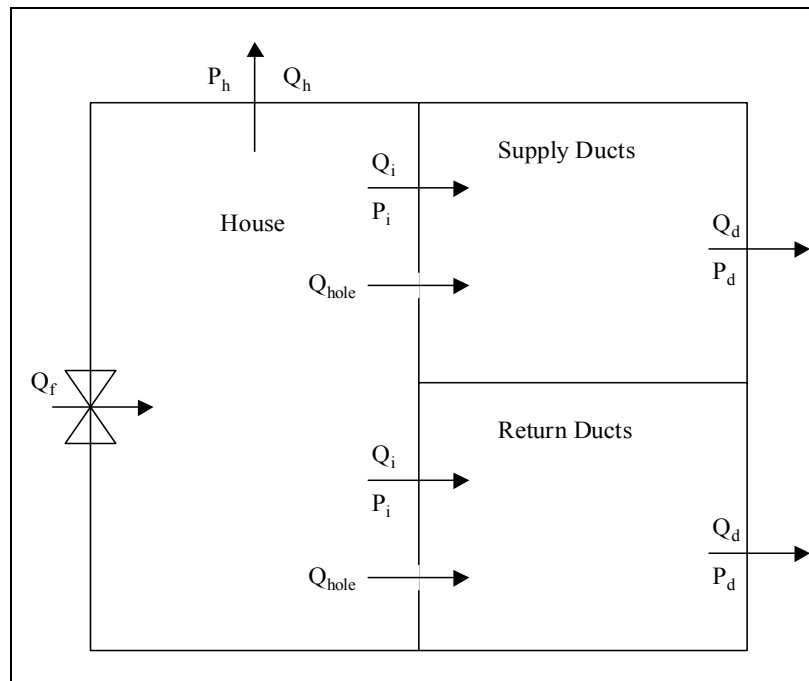 P_h Q_h
Supply Ducts
Q_i
P_i
House
Q_d
P_d
Q_hole
Q_f
Return Ducts
Q_i
P_i
Q_d
P_d
Q_hole